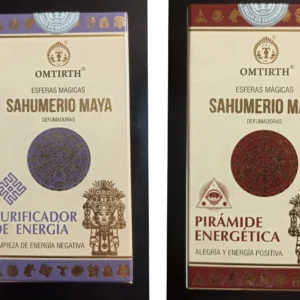 OMTIRTH®
ESFERAS MÁGICAS
SAHUMERIO MAYA
DEFUMADORAS
URIFICADOR
DE ENERGÍA
IMPIEZA DE ENERGÍA NEGATIVA
OMTIRTH®
ESFERAS MÁGICAS
SAHUMERIO MA
DEFUMADORAS
PIRÁMIDE
ENERGÉTICA
ALEGRÍA Y ENERGÍA POSITIVA